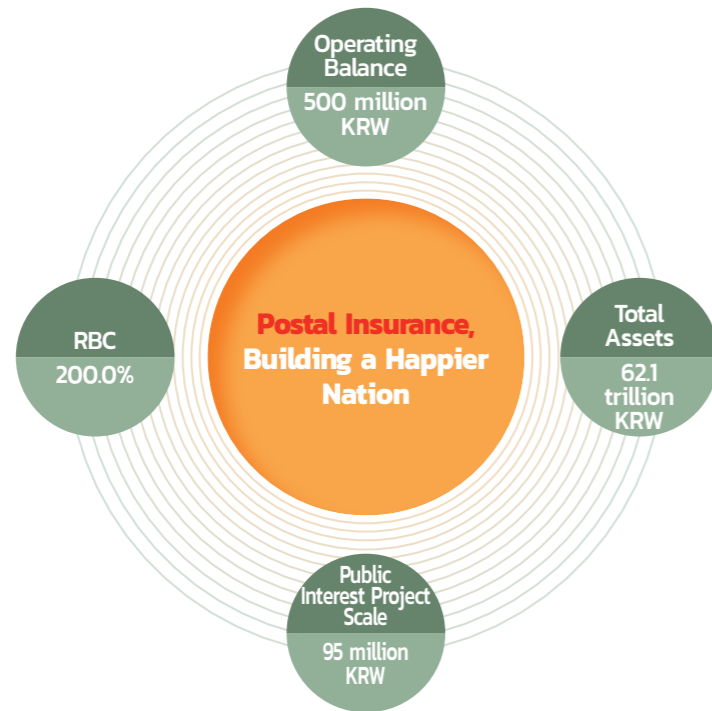 Operating
Balance
500 million
KRW
RBC
200.0%
Postal Insurance,
Building a Happier
Nation
Total
Assets
62.1
trillion
KRW
Public
Interest Project
Scale
95 million
KRW